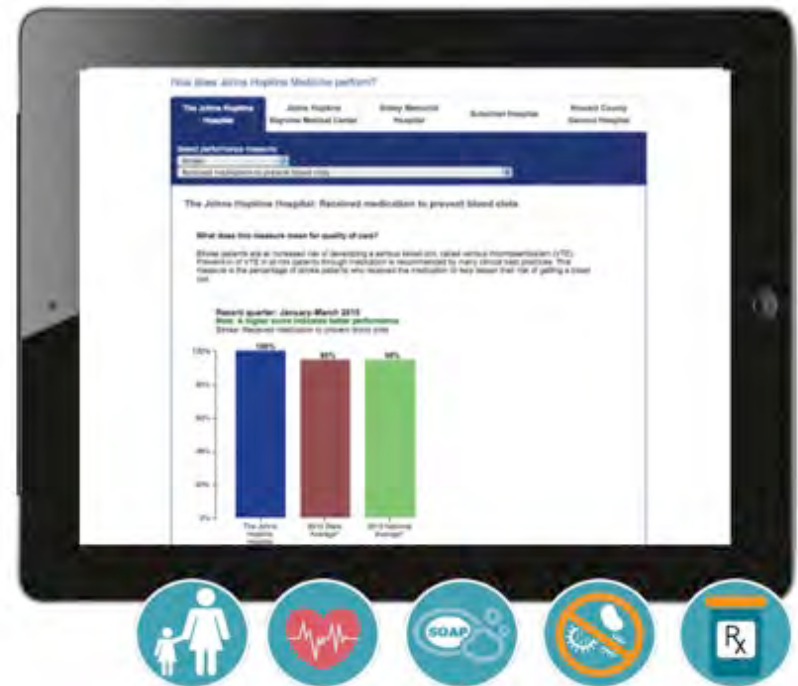 How does Johns Hopkins Medicine perform?
The Johns Hopkins Hospital
Johns Hopkins Bayview Medical Center
Sibley Memorial Hospital
Suburban Hospital
Howard County General Hospital
Select performance measure
Stroke
Received medication to prevent blood clots
The Johns Hopkins Hospital: Received medication to prevent blood clots
What does this measure mean for quality of care?
Stroke patients are at increased risk of developing a serious blood clot, called venous thromboembolism (VTE).
Prevention of VTE in at-risk patients through medication is recommended by many clinical best practices. This
measure is the percentage of stroke patients who received the medication to help lessen their risk of getting a blood
clot.
Recent quarter: January-March 2015
Note: A higher score indicates better performance
Stroke: Received medication to prevent blood clots
100%
100%
80%
60%
40%
20%
0%
The Johns
Hopkins
Hospital
State
Average*
National
Average*
SOAP
Rx